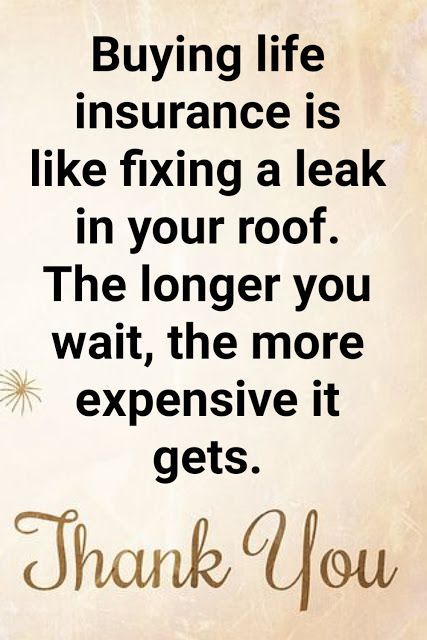 Buying life
insurance is
like fixing a leak
in your roof.
The longer you
wait, the more
expensive it
gets.
Thank You